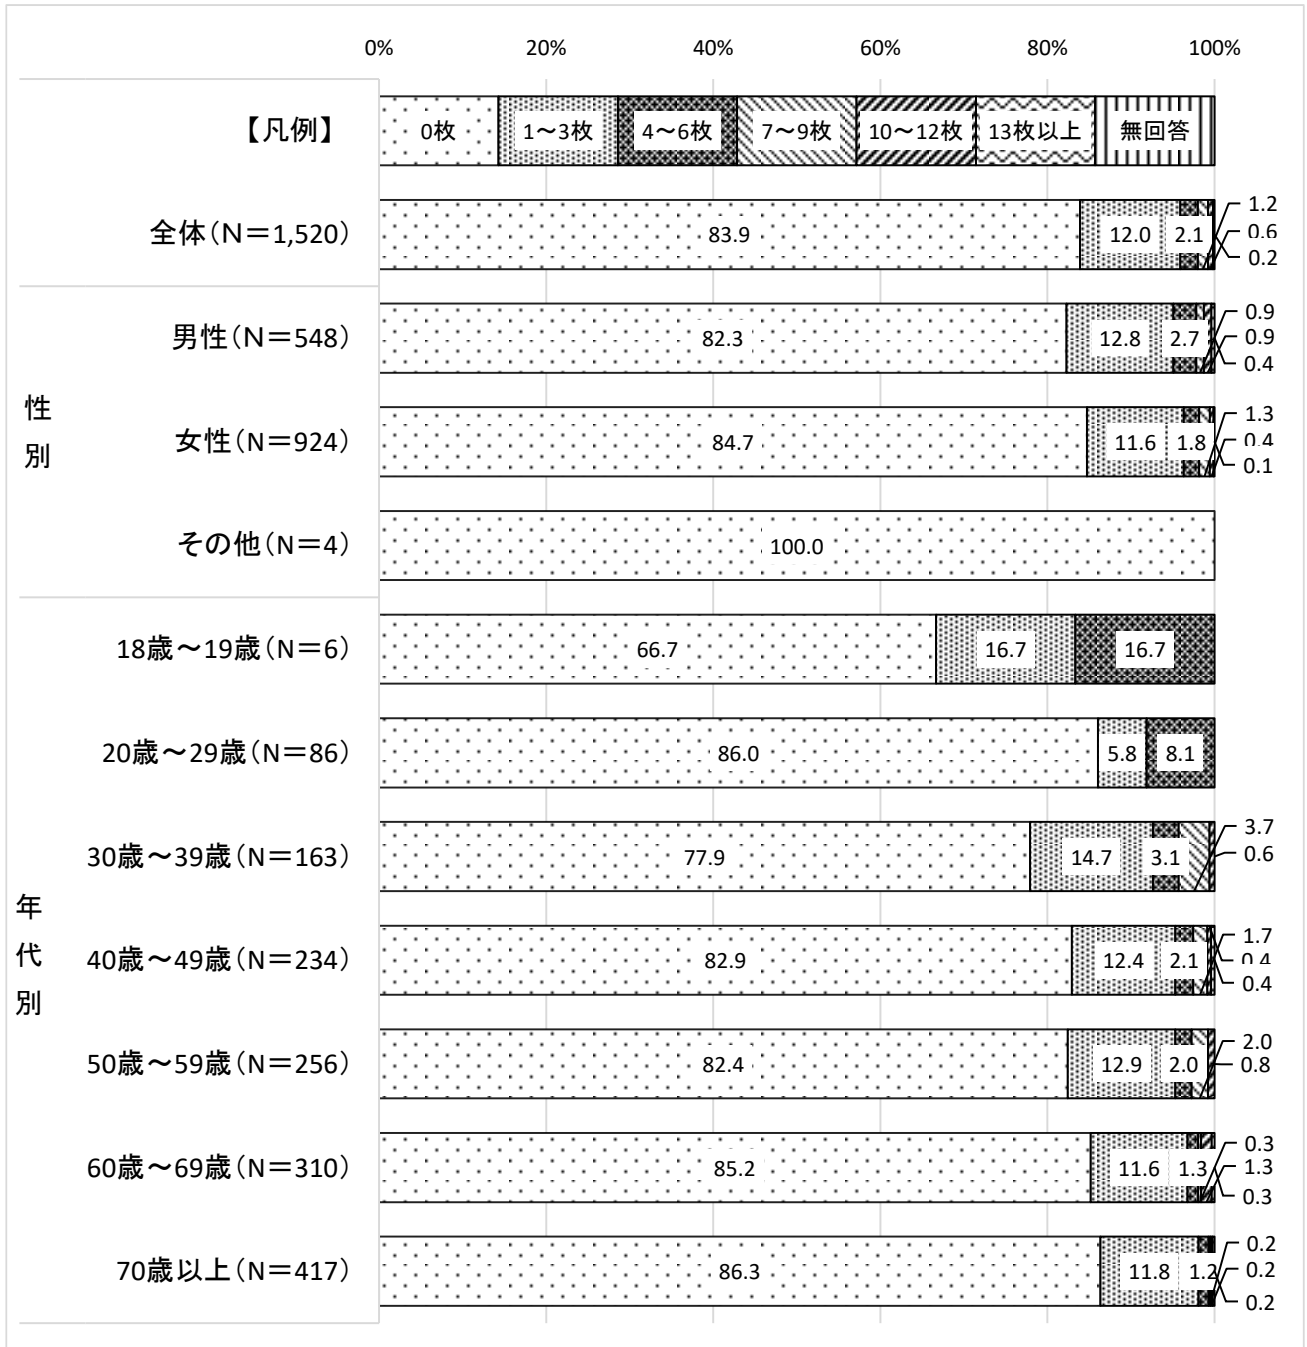 0% 20% 40% 60% 80% 100%
【凡例】 0枚 1～3枚 4～6枚 7～9枚 10～12枚 13枚以上 無回答
全体(N＝1,520) 83.9 12.0 2.1 1.2 0.6 0.2
性別
男性(N＝548) 82.3 12.8 2.7 0.9 0.9 0.4
女性(N＝924) 84.7 11.6 1.8 1.3 0.4 0.1
その他(N＝4) 100.0
年代別
18歳～19歳(N＝6) 66.7 16.7 16.7
20歳～29歳(N＝86) 86.0 5.8 8.1
30歳～39歳(N＝163) 77.9 14.7 3.1 3.7 0.6
40歳～49歳(N＝234) 82.9 12.4 2.1 1.7 0.4 0.4
50歳～59歳(N＝256) 82.4 12.9 2.0 2.0 0.8
60歳～69歳(N＝310) 85.2 11.6 1.3 0.3 1.3 0.3
70歳以上(N＝417) 86.3 11.8 1.2 0.2 0.2 0.2